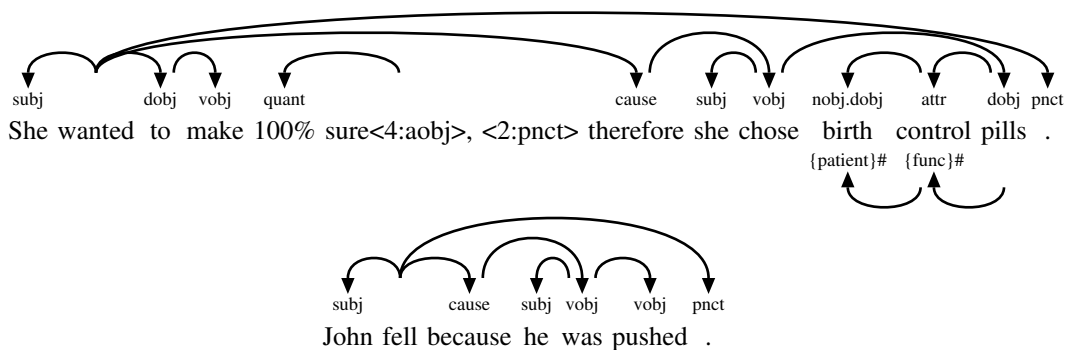 subj dobj vobj quant cause subj vobj nobj.dobj attr dobj pnct
She wanted to make 100% sure<4:aobj>, <2:pnct> therefore she chose birth control pills .
{patient}# {func}#
subj cause subj vobj vobj pnct
John fell because he was pushed .